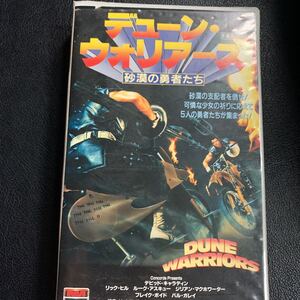 デューン・
ウォリアーズ
砂漠の勇者たち
砂漠の支配者を倒せ!
可憐な少女の祈りに応え
5人の勇者たちが集まった!
DUNE
WARRIORS
Concorde Presents
デビッド・キャラダイン
リック・ヒル ルーク・アスキュー ジリアン・マクホワーター
ブレイク・ボイド バル・ガレイ